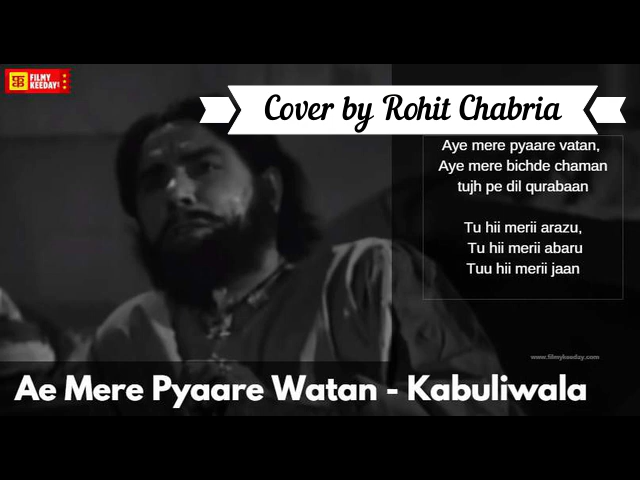 FILMY
KEEDAY!
Cover by Rohit Chabria
Aye mere pyaare vatan,
Aye mere bichde chaman
tujh pe dil qurabaan
Tu hii merii arazu,
Tu hii merii abaru
Tuu hii merii jaan
www.filmykeeday.com
Ae Mere Pyaare Watan - Kabuliwala